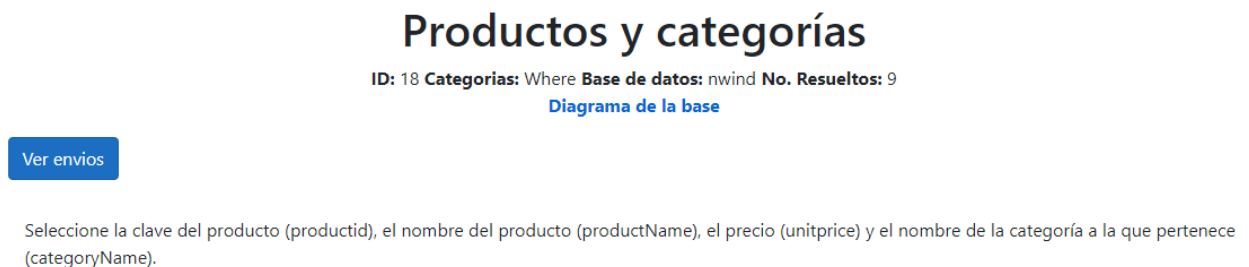 Productos y categorías
ID: 18 Categorias: Where Base de datos: nwind No. Resueltos: 9
Diagrama de la base
Ver envios
Seleccione la clave del producto (productid), el nombre del producto (productName), el precio (unitprice) y el nombre de la categoría a la que pertenece
(categoryName).